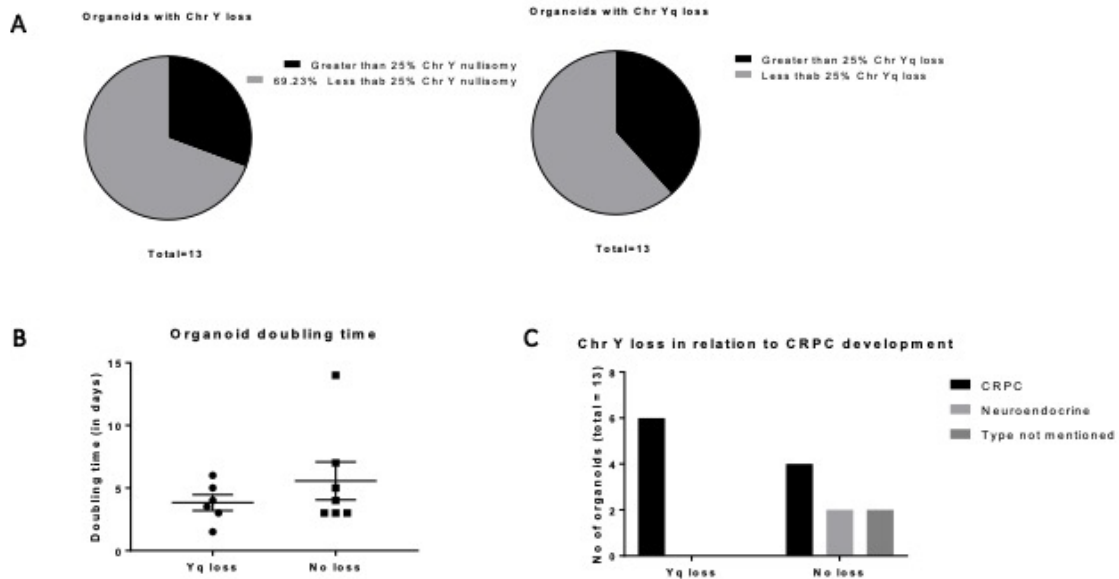 A
Organoids with Chr Y loss
Greater than 25% Chr Y nullisomy
69.23% Less thab 25% Chr Y nullisomy
Total=13
Organoids with Chr Yq loss
Greater than 25% Chr Yq loss
Less thab 25% Chr Yq loss
Total=13
B
Organoid doubling time
Doubling time (in days)
15
10
5
0
Yq loss
No loss
C
Chr Y loss in relation to CRPC development
No of organoids (total = 13)
8
6
4
2
0
Yq loss
No loss
CRPC
Neuroendocrine
Type not mentioned